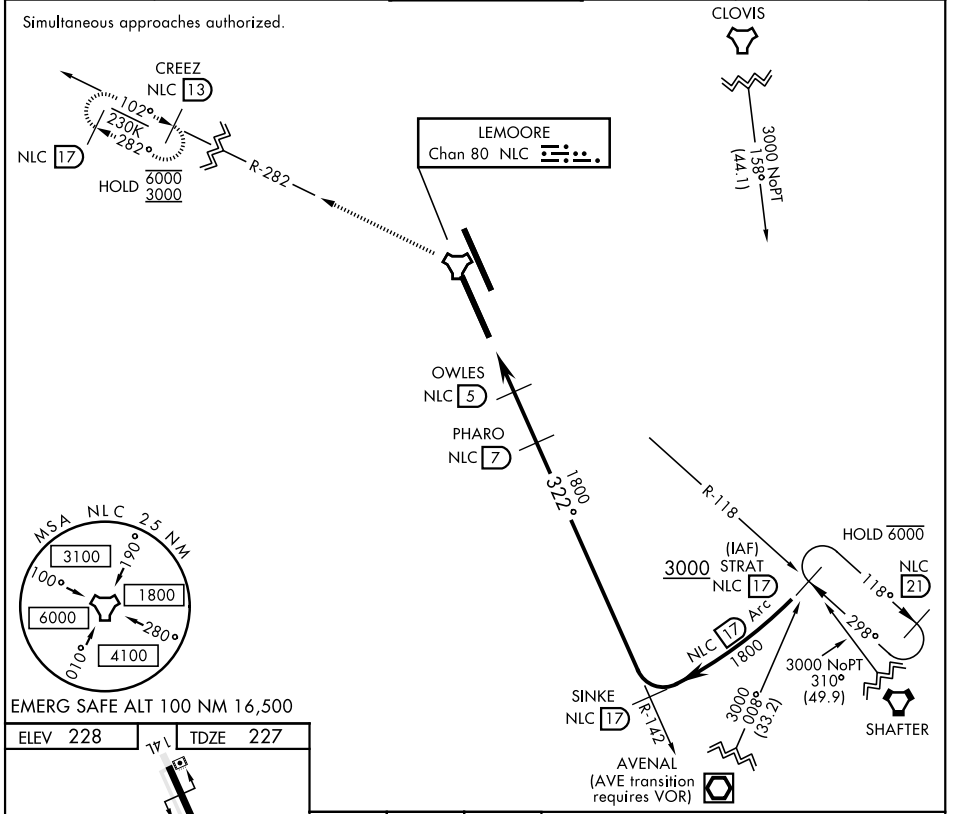 Simultaneous approaches authorized.
CLOVIS
3000 NoPT
158°
(44.1)
CREEZ
NLC 13
102°
230K
282°
NLC 17
HOLD 6000
3000
R-282
LEMOORE
Chan 80 NLC
OWLES
NLC 5
PHARO
NLC 7
1800
322°
R-118
HOLD 6000
(IAF)
3000 STRAT
NLC 17
NLC
21
118°
298°
NLC 17 Arc
1800
3000 NoPT
310°
(49.9)
SHAFTER
SINKE
NLC 17
R-142
3000
008°
(33.2)
AVENAL
(AVE transition
requires VOR)
MSA NLC 25 NM
3100
190°
100°
1800
6000
280°
4100
010°
EMERG SAFE ALT 100 NM 16,500
ELEV 228
14L
TDZE 227